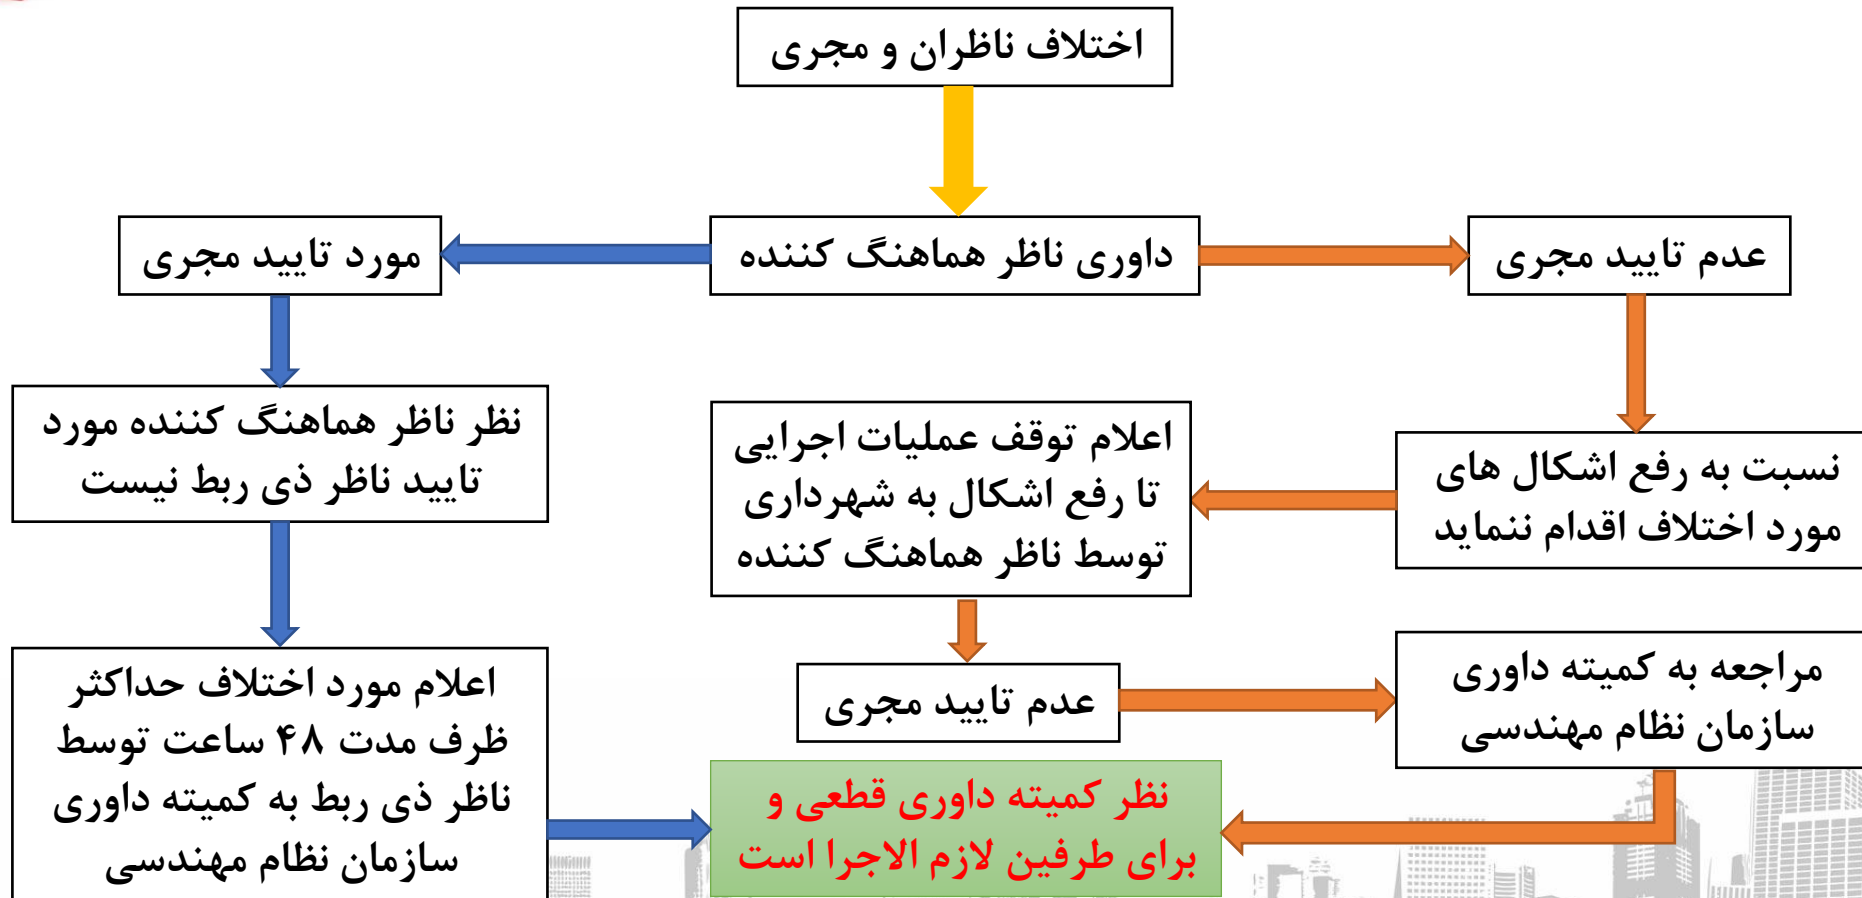 اختلاف ناظران و مجری
عدم تایید مجری
داوری ناظر هماهنگ کننده
مورد تایید مجری
نسبت به رفع اشکال های
مورد اختلاف اقدام ننماید
اعلام توقف عملیات اجرایی
تا رفع اشکال به شهرداری
توسط ناظر هماهنگ کننده
نظر ناظر هماهنگ کننده مورد
تایید ناظر ذی ربط نیست
مراجعه به کمیته داوری
سازمان نظام مهندسی
عدم تایید مجری
اعلام مورد اختلاف حداکثر
ظرف مدت ۴۸ ساعت توسط
ناظر ذی ربط به کمیته داوری
سازمان نظام مهندسی
نظر کمیته داوری قطعی و
برای طرفین لازم الاجرا است